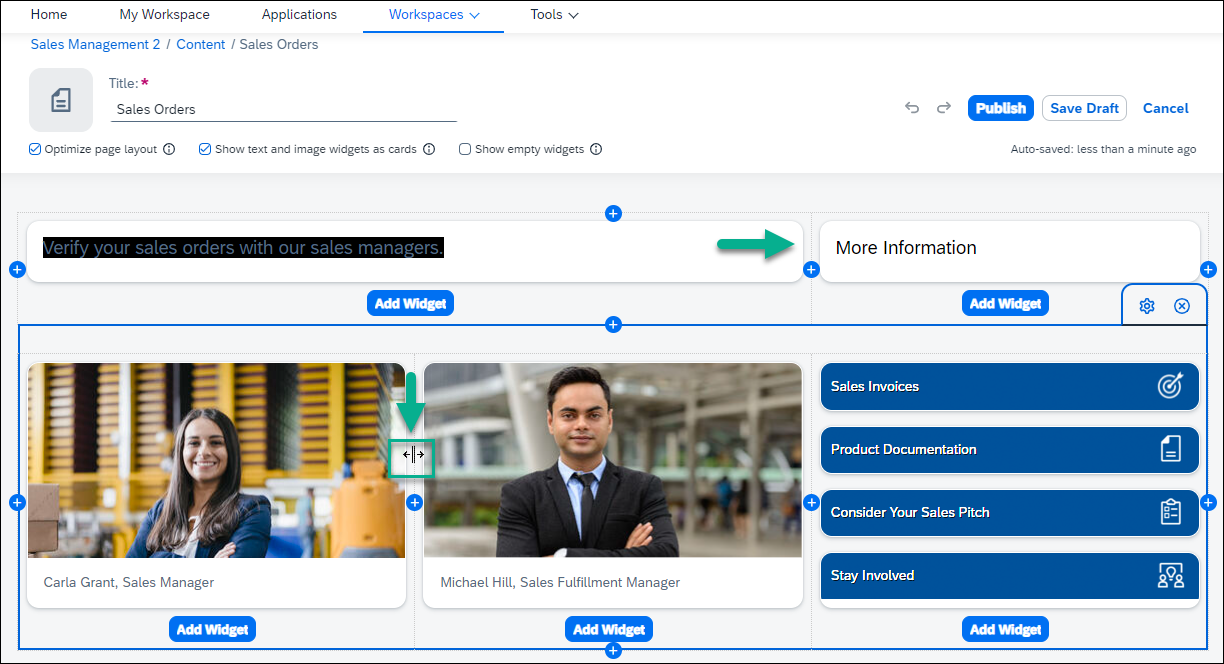 Home My Workspace Applications Workspaces Tools
Sales Management 2 / Content / Sales Orders
Title:*
Sales Orders
Publish Save Draft Cancel
Optimize page layout Show text and image widgets as cards Show empty widgets Auto-saved: less than a minute ago
Verify your sales orders with our sales managers.
More Information
Add Widget Add Widget
Sales Invoices
Product Documentation
Consider Your Sales Pitch
Stay Involved
Carla Grant, Sales Manager Michael Hill, Sales Fulfillment Manager
Add Widget Add Widget Add Widget